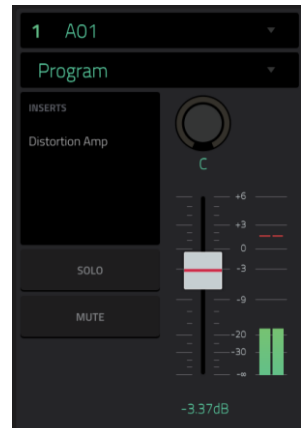 1 A01
Program
INSERTS
Distortion Amp
C
+6
+3
0
-3
SOLO
-9
MUTE
-20
-30
-∞
-3.37dB